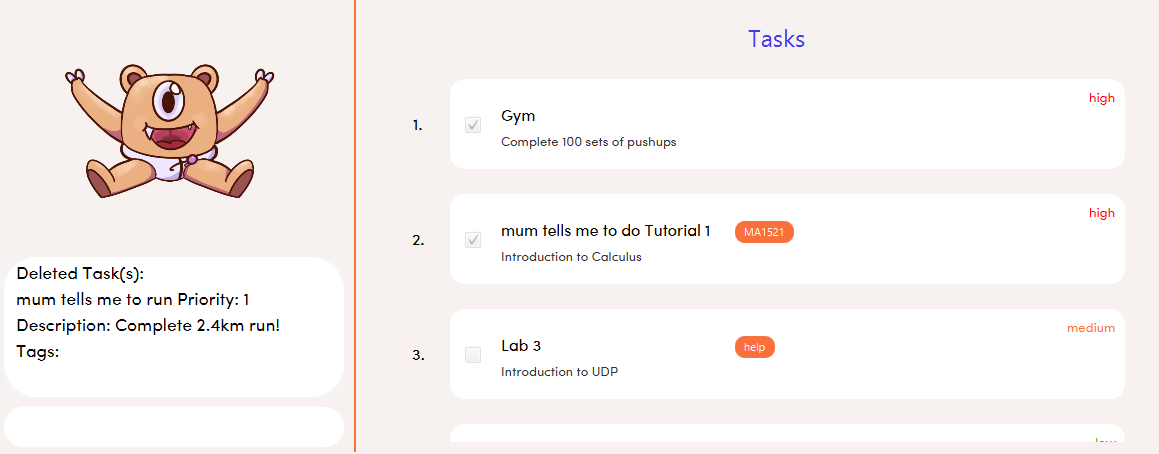 Tasks
Deleted Task(s):
mum tells me to run Priority: 1
Description: Complete 2.4km run!
Tags:
1.
Gym
Complete 100 sets of pushups
high
2.
mum tells me to do Tutorial 1
MA1521
Introduction to Calculus
high
3.
Lab 3
help
Introduction to UDP
medium